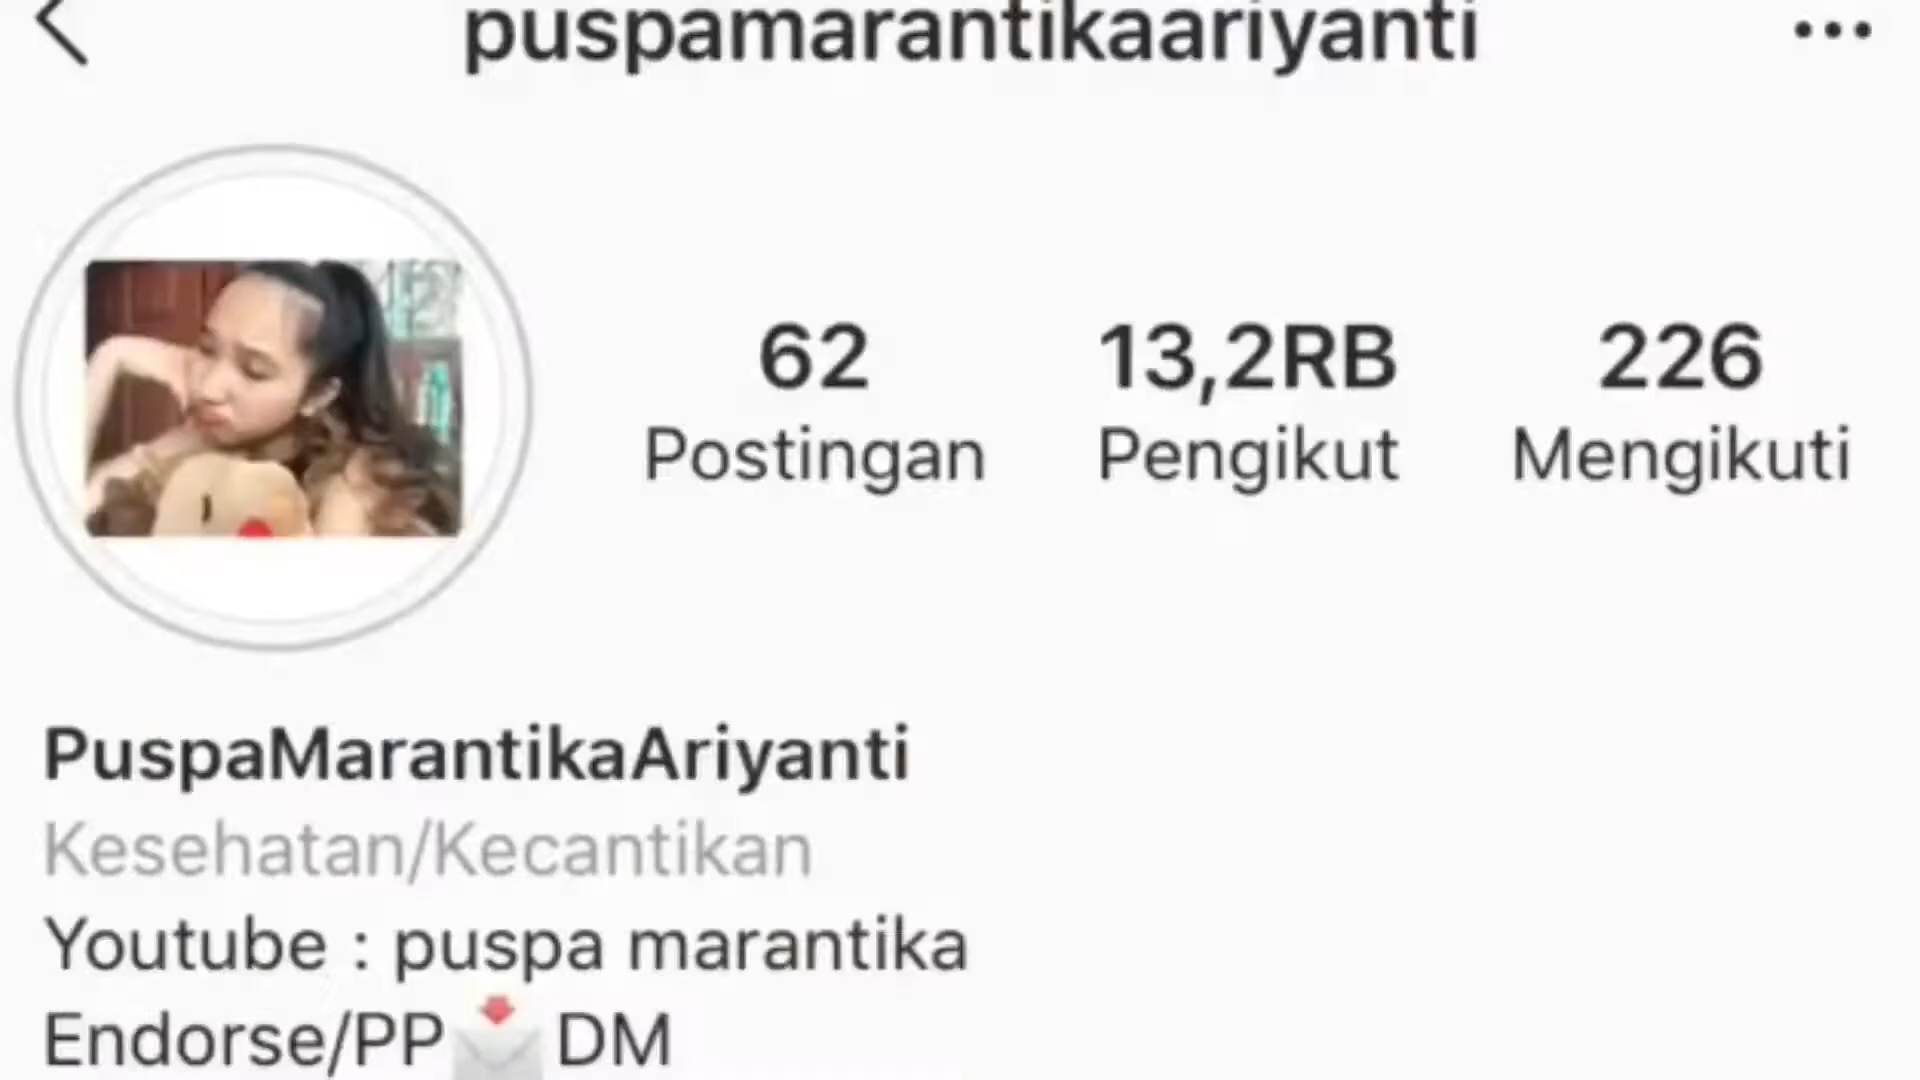 puspamarantikaariyanti
62 13,2RB 226
Postingan Pengikut Mengikuti
PuspaMarantikaAriyanti
Kesehatan/Kecantikan
Youtube : puspa marantika
Endorse/PP📩DM